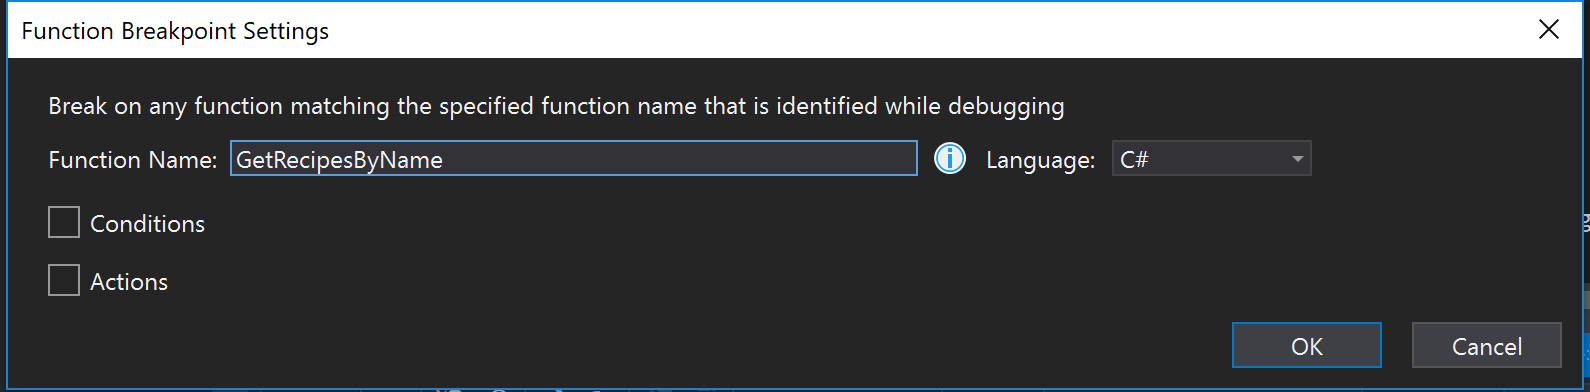 Function Breakpoint Settings
Break on any function matching the specified function name that is identified while debugging
Function Name: GetRecipesByName Language: C#
Conditions
Actions
OK Cancel